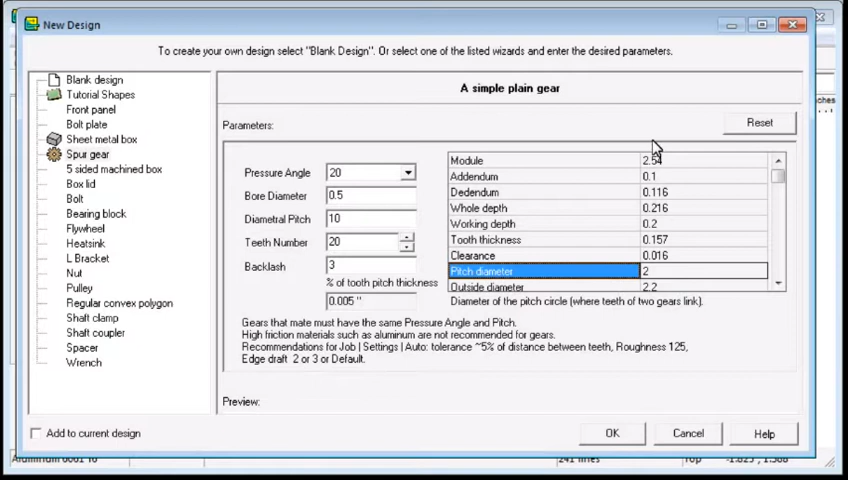 New Design
To create your own design select "Blank Design". Or select one of the listed wizards and enter the desired parameters.
Blank design
Tutorial Shapes
Front panel
Bolt plate
Sheet metal box
Spur gear
5 sided machined box
Box lid
Bolt
Bearing block
Flywheel
Heatsink
L Bracket
Nut
Pulley
Regular convex polygon
Shaft clamp
Shaft coupler
Spacer
Wrench
A simple plain gear
Parameters:
Reset
Pressure Angle 20
Bore Diameter 0.5
Diametral Pitch 10
Teeth Number 20
Backlash 3
% of tooth pitch thickness
0.005 "
Module 2.54
Addendum 0.1
Dedendum 0.116
Whole depth 0.216
Working depth 0.2
Tooth thickness 0.157
Clearance 0.016
Pitch diameter 2
Outside diameter 2.2
Diameter of the pitch circle (where teeth of two gears link).
Gears that mate must have the same Pressure Angle and Pitch.
High friction materials such as aluminum are not recommended for gears.
Recommendations for Job | Settings | Auto: tolerance ~5% of distance between teeth, Roughness 125,
Edge draft 2 or 3 or Default.
Preview:
Add to current design
OK
Cancel
Help
Aluminum 6061 T6
241 lines
Top